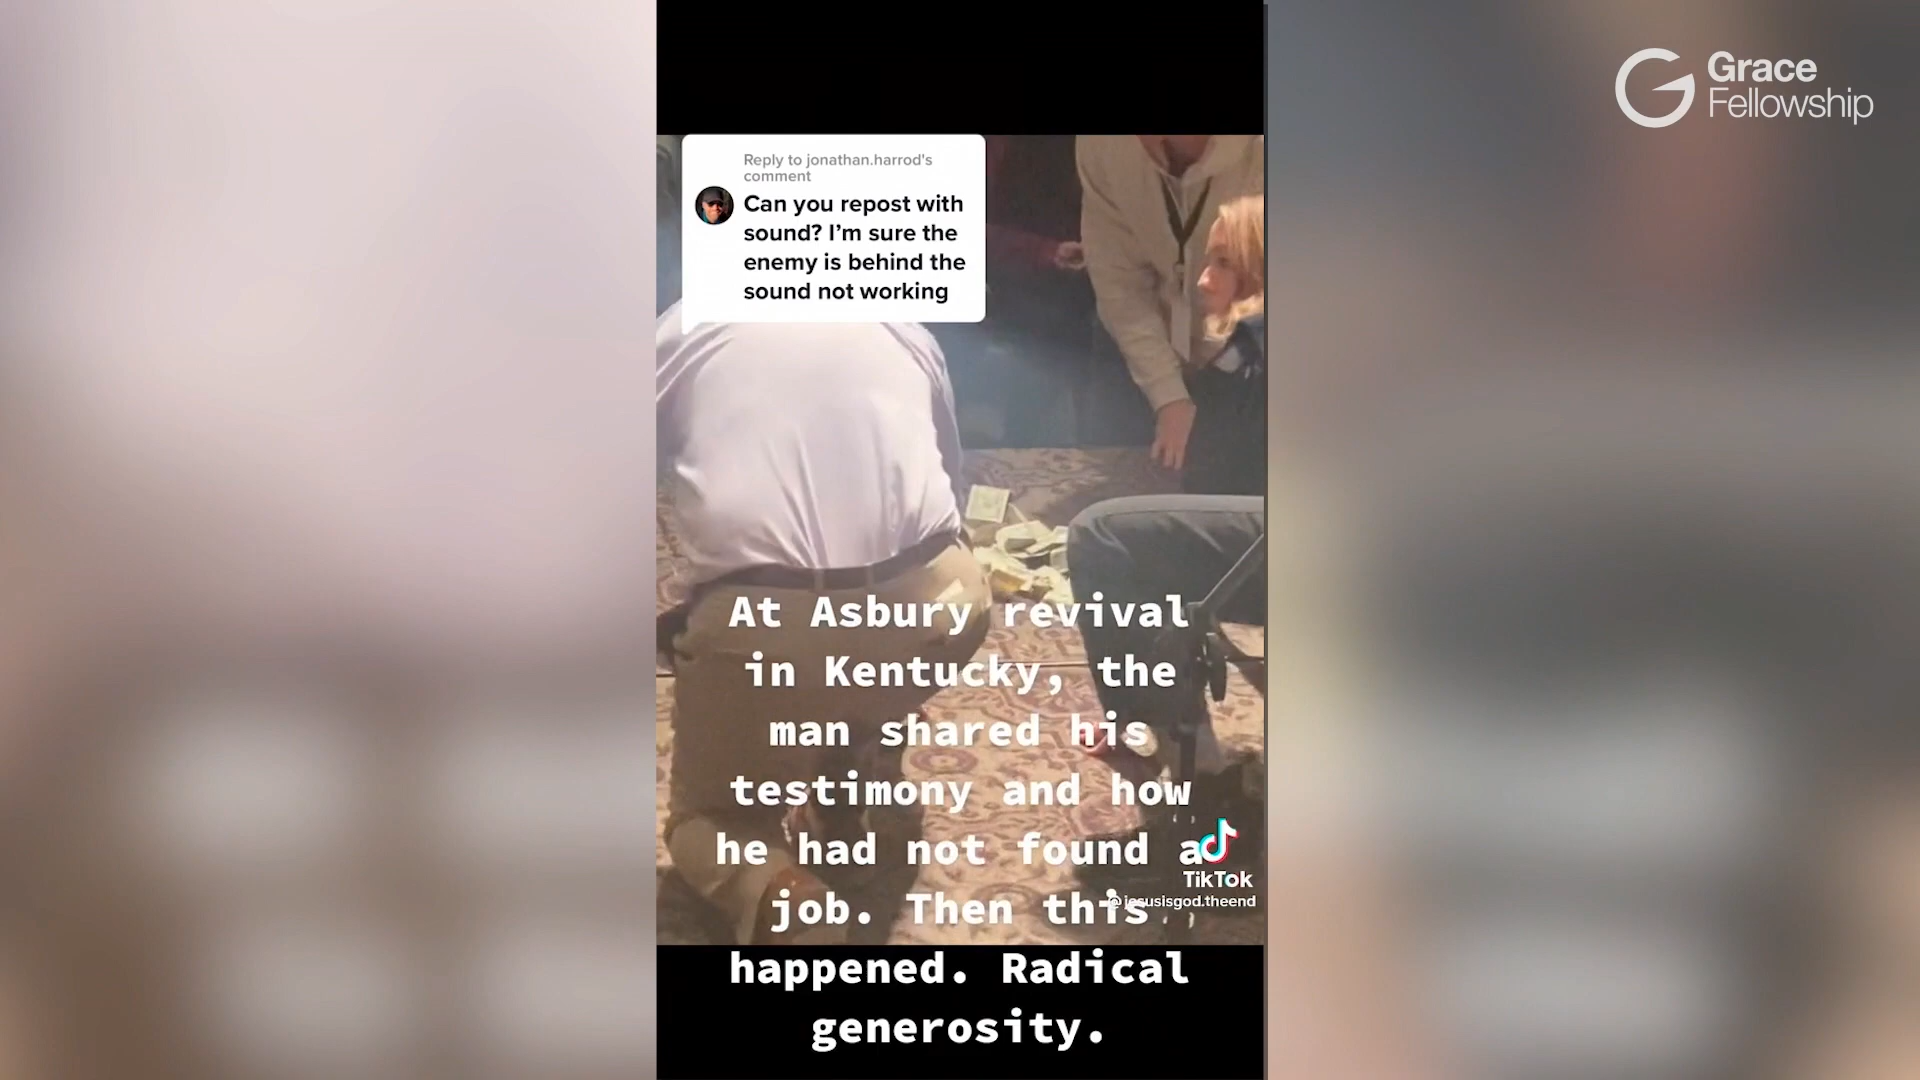 Grace
Fellowship
Reply to jonathan.harrod's
comment
Can you repost with
sound? I’m sure the
enemy is behind the
sound not working
At Asbury revival
in Kentucky, the
man shared his
testimony and how
he had not found a
job. Then this
happened. Radical
generosity.
TikTok
@jesusisgod.theend